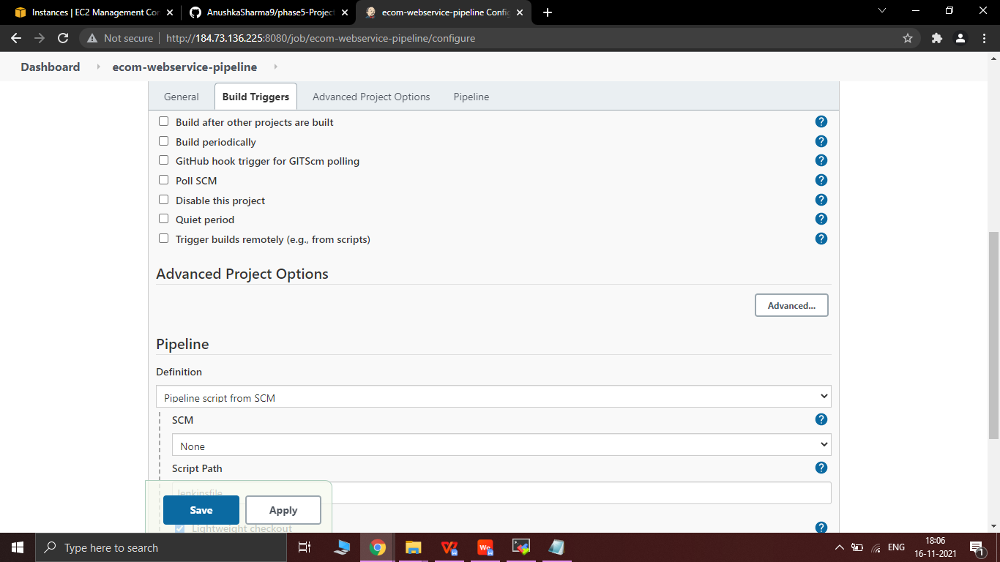 Instances | EC2 Management Con
AnushkaSharma9/phase5-Project
ecom-webservice-pipeline Config
Not secure
http://184.73.136.225:8080/job/ecom-webservice-pipeline/configure
Dashboard
ecom-webservice-pipeline
General
Build Triggers
Advanced Project Options
Pipeline
Build after other projects are built
?
Build periodically
?
GitHub hook trigger for GITScm polling
?
Poll SCM
?
Disable this project
?
Quiet period
?
Trigger builds remotely (e.g., from scripts)
?
Advanced Project Options
Advanced...
Pipeline
Definition
Pipeline script from SCM
SCM
?
None
Script Path
?
Jenkinsfile
Save
Apply
Lightweight checkout
?
Type here to search
ENG
18:06
16-11-2021
1